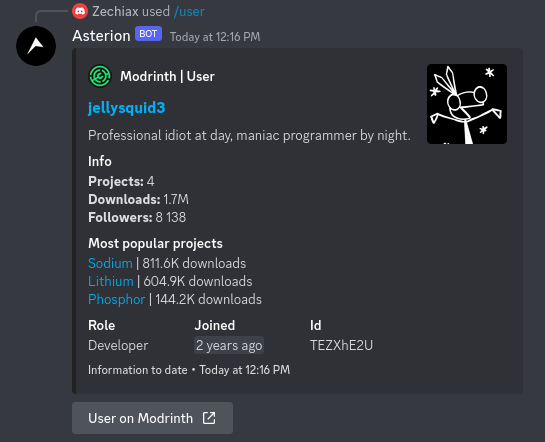 Zechiax used /user
Asterion BOT Today at 12:16 PM
Modrinth | User
jellysquid3
Professional idiot at day, maniac programmer by night.
Info
Projects: 4
Downloads: 1.7M
Followers: 8 138
Most popular projects
Sodium | 811.6K downloads
Lithium | 604.9K downloads
Phosphor | 144.2K downloads
Role Joined Id
Developer 2 years ago TEZXhE2U
Information to date • Today at 12:16 PM
User on Modrinth